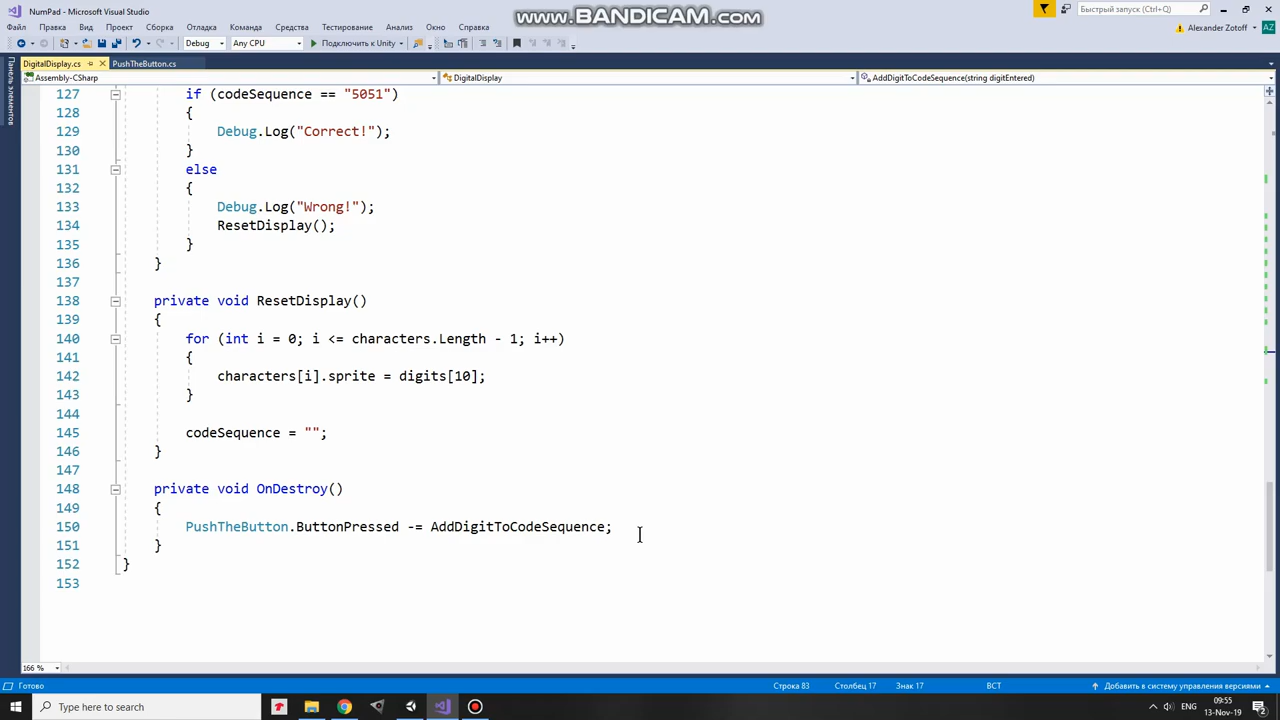 www.BANDICAM.com
NumPad - Microsoft Visual Studio
Быстрый запуск (Ctrl+Q)
Файл Правка Вид Проект Сборка Отладка Команда Средства Тестирование Анализ Окно Справка
Alexander Zotoff AZ
Debug Any CPU Подключить к Unity
DigitalDisplay.cs PushTheButton.cs
Панель элементов
Assembly-CSharp DigitalDisplay AddDigitToCodeSequence(string digitEntered)
127 if (codeSequence == "5051")
128 {
129 Debug.Log("Correct!");
130 }
131 else
132 {
133 Debug.Log("Wrong!");
134 ResetDisplay();
135 }
136 }
137
138 private void ResetDisplay()
139 {
140 for (int i = 0; i <= characters.Length - 1; i++)
141 {
142 characters[i].sprite = digits[10];
143 }
144
145 codeSequence = "";
146 }
147
148 private void OnDestroy()
149 {
150 PushTheButton.ButtonPressed -= AddDigitToCodeSequence;
151 }
152 }
153
166 %
Готово Строка 83 Столбец 17 Знак 17 ВСТ Добавить в систему управления версиями
Type here to search
09:55
13-Nov-19
2